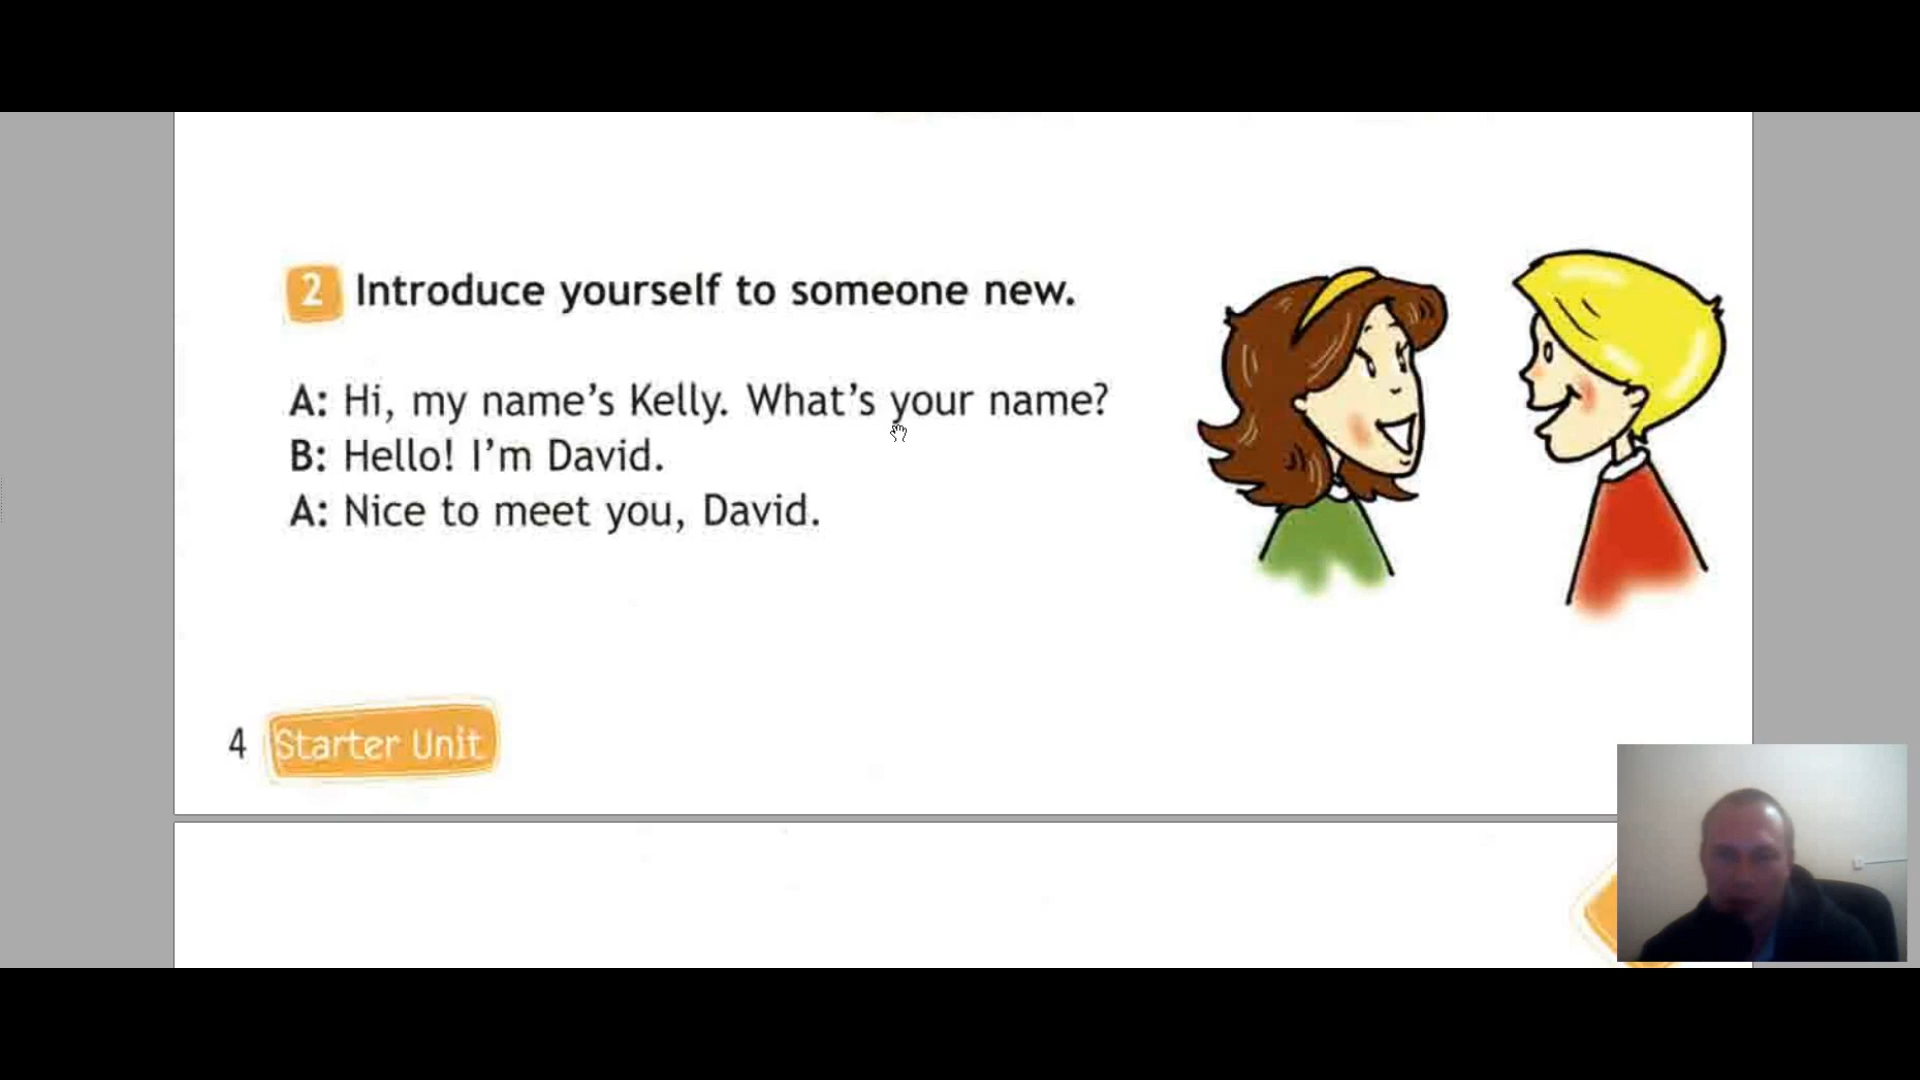 2 Introduce yourself to someone new.
A: Hi, my name's Kelly. What's your name?
B: Hello! I'm David.
A: Nice to meet you, David.
4 Starter Unit